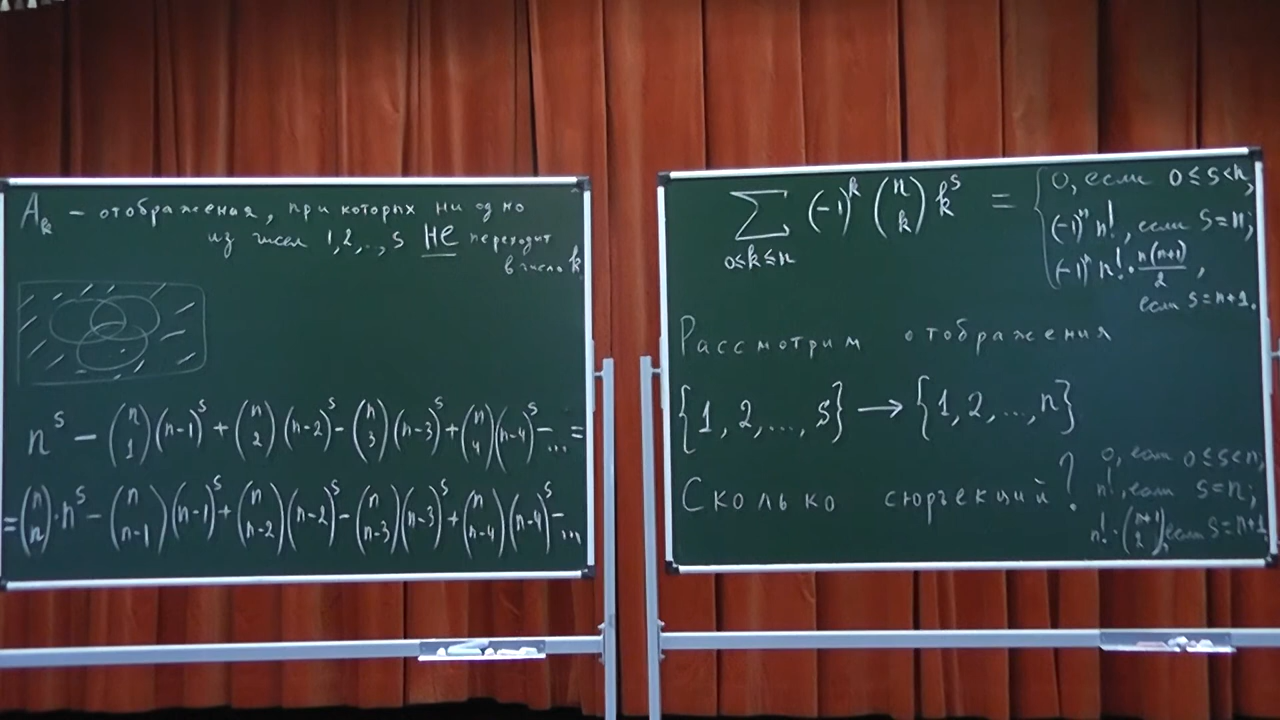 A_k – отображения, при которых ни одно
из чисел 1,2,..,s НЕ переходит
в число k
n^s – (n 1)(n-1)^s + (n 2)(n-2)^s – (n 3)(n-3)^s + (n 4)(n-4)^s – ... =
= (n n)·n^s – (n n-1)(n-1)^s + (n n-2)(n-2)^s – (n n-3)(n-3)^s + (n n-4)(n-4)^s – ...
∑ 0≤k≤n (-1)^k (n k) k^s = { 0, если 0≤s<n;
(-1)^n n!, если s=n;
(-1)^n n!·n(n+1)/2,
если s=n+1.
Рассмотрим отображения
{1,2,...,s} → {1,2,...,n}
Сколько сюръекций?
0, если 0≤s<n;
n!, если s=n;
n!·(n+1 2), если s=n+1